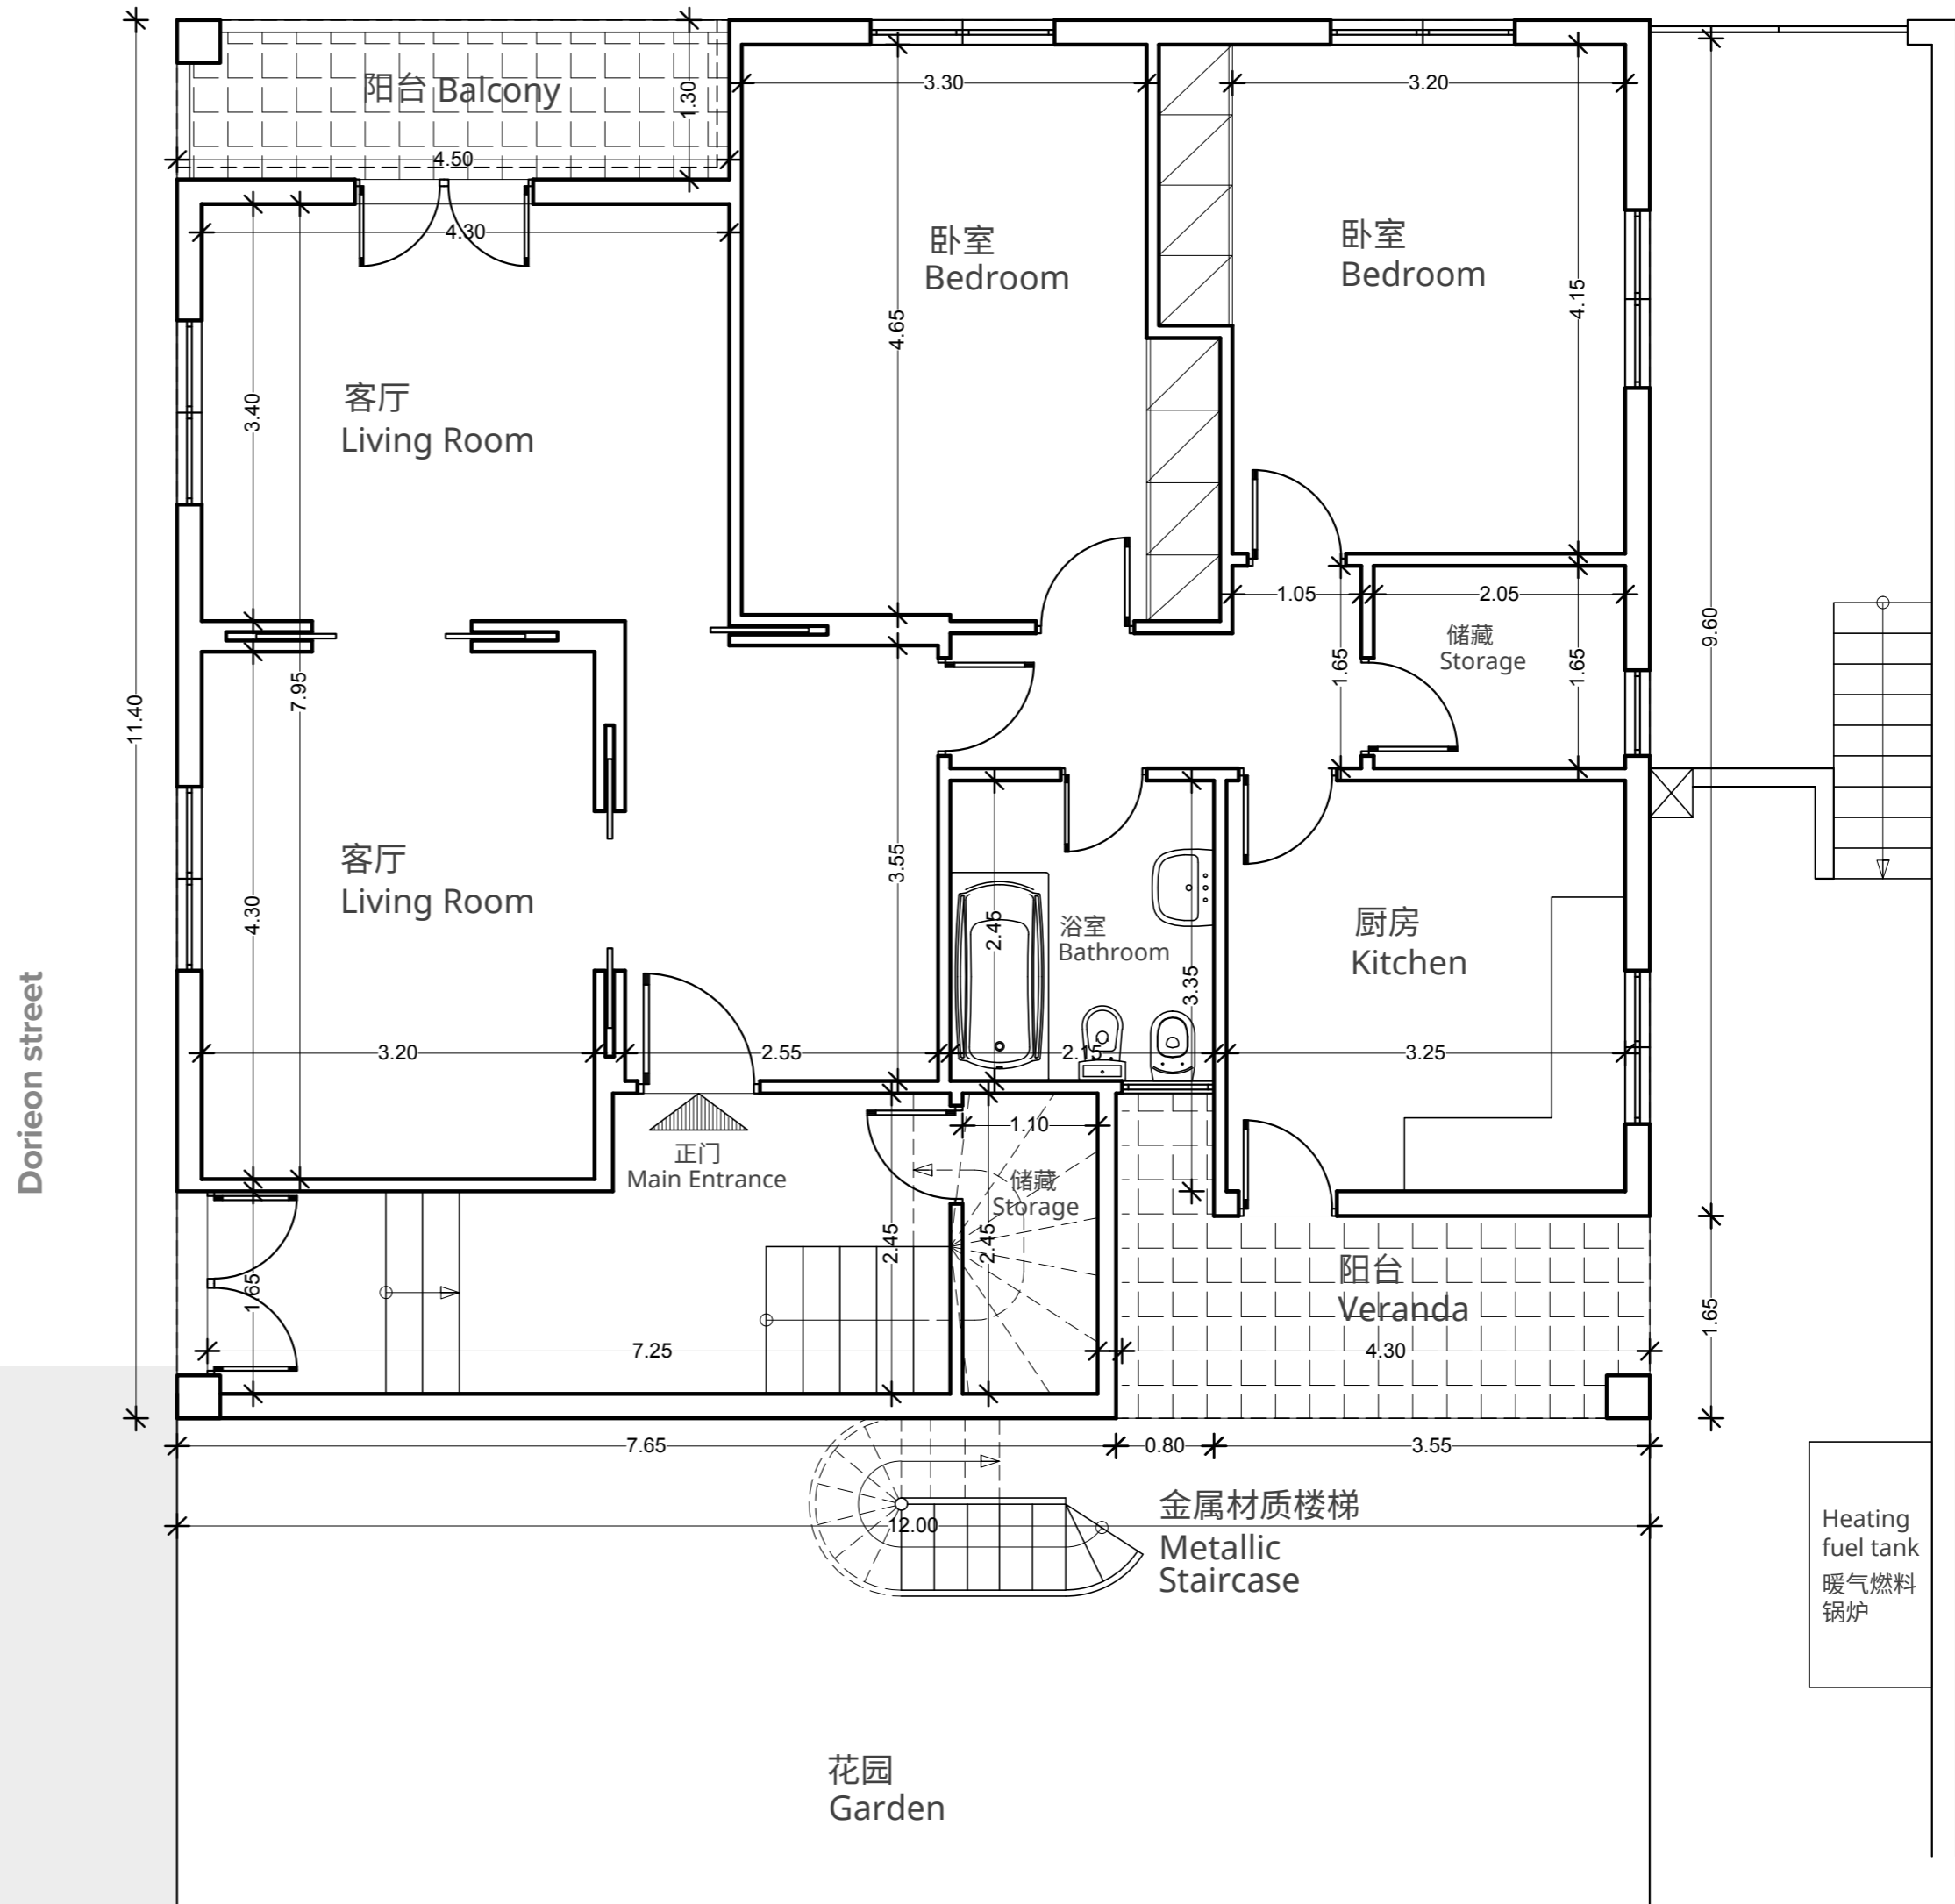 阳台 Balcony
1.30
4.50
4.30
3.30
3.20
卧室
Bedroom
卧室
Bedroom
4.65
4.15
3.40
客厅
Living Room
7.95
11.40
1.05
2.05
储藏
Storage
1.65
1.65
9.60
客厅
Living Room
4.30
3.55
2.45
浴室
Bathroom
3.35
厨房
Kitchen
3.20
2.55
2.15
3.25
Dorieon street
正门
Main Entrance
1.10
储藏
Storage
2.45
2.45
1.65
7.25
阳台
Veranda
4.30
1.65
7.65
0.80
3.55
12.00
金属材质楼梯
Metallic
Staircase
Heating
fuel tank
暖气燃料
锅炉
花园
Garden